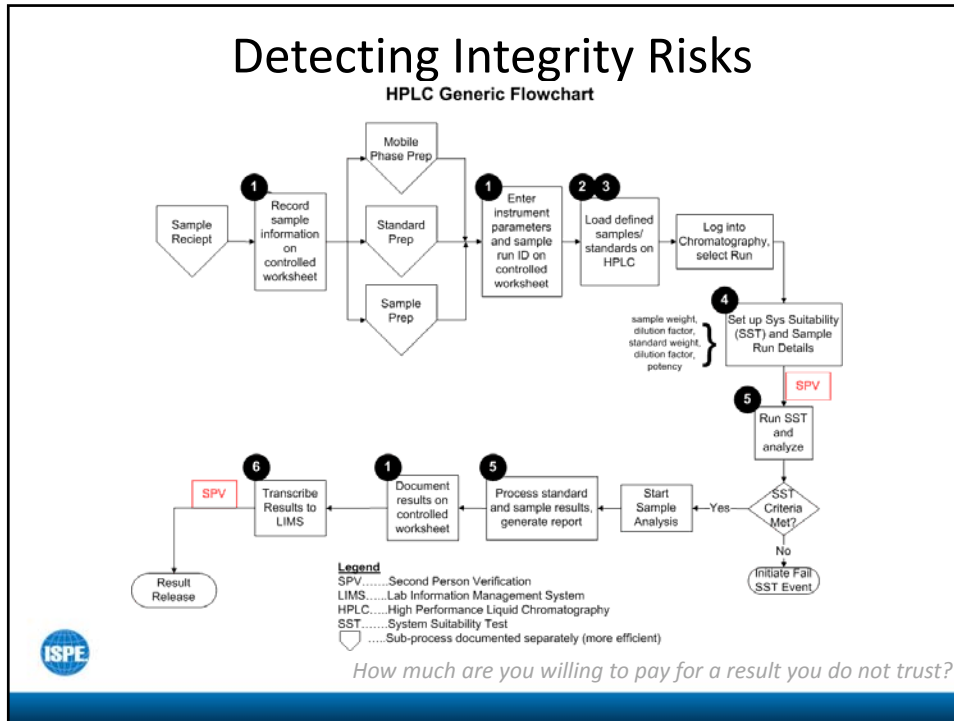 Detecting Integrity Risks
HPLC Generic Flowchart
Sample
Reciept
1
Record
sample
information
on
controlled
worksheet
Mobile
Phase Prep
Standard
Prep
Sample
Prep
1
Enter
instrument
parameters
and sample
run ID on
controlled
worksheet
2 3
Load defined
samples/
standards on
HPLC
Log into
Chromatography,
select Run
4
Set up Sys Suitability
(SST) and Sample
Run Details
sample weight,
dilution factor,
standard weight,
dilution factor,
potency
}
SPV
5
Run SST
and
analyze
SST
Criteria
Met?
No
Initiate Fail
SST Event
Yes
Start
Sample
Analysis
5
Process standard
and sample results,
generate report
1
Document
results on
controlled
worksheet
6
Transcribe
Results to
LIMS
SPV
Result
Release
Legend
SPV.......Second Person Verification
LIMS.....Lab Information Management System
HPLC.....High Performance Liquid Chromatography
SST.......System Suitability Test
.....Sub-process documented separately (more efficient)
ISPE
How much are you willing to pay for a result you do not trust?